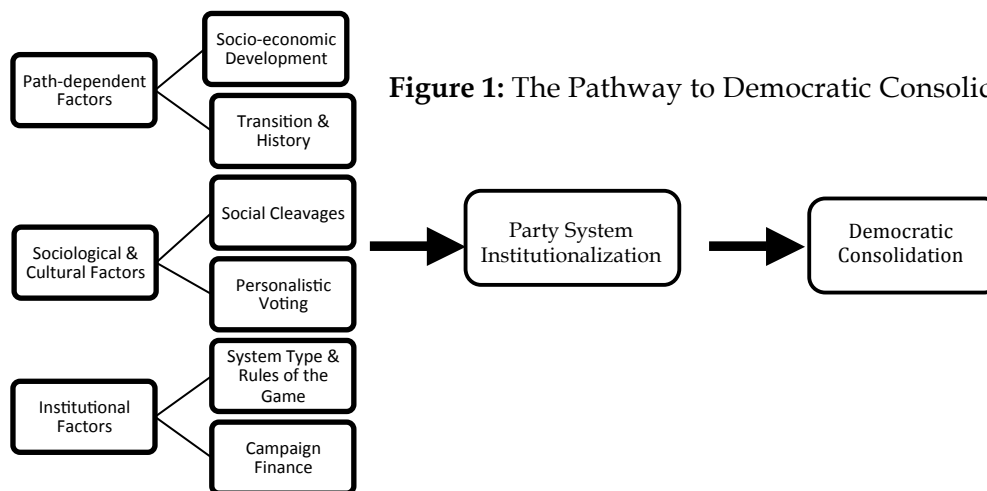 Socio-economic
Development
Path-dependent
Factors
Figure 1: The Pathway to Democratic
Transition &
History
Social Cleavages
Sociological &
Cultural Factors
Personalistic
Voting
Party System
Institutionalization
Democratic
Consolidation
System Type &
Rules of the
Game
Institutional
Factors
Campaign
Finance